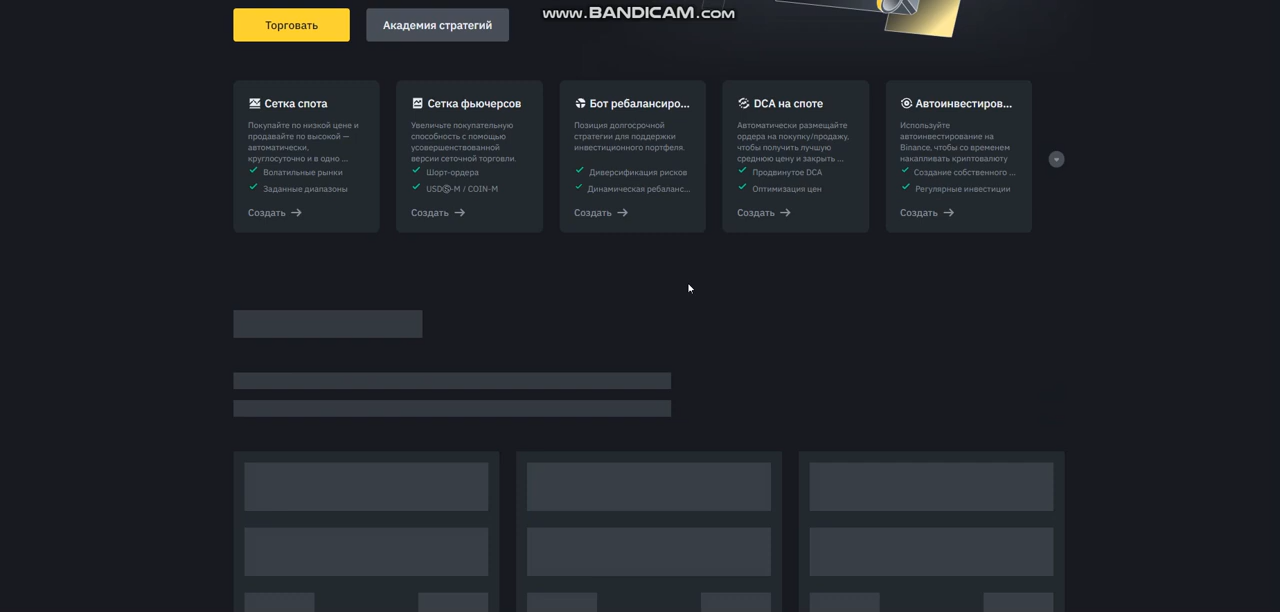 www.BANDICAM.com
Торговать
Академия стратегий
Сетка спота
Покупайте по низкой цене и
продавайте по высокой —
автоматически,
круглосуточно и в одно ...
Волатильные рынки
Заданные диапазоны
Создать
Сетка фьючерсов
Увеличьте покупательную
способность с помощью
усовершенствованной
версии сеточной торговли.
Шорт-ордера
USDⓈ-M / COIN-M
Создать
Бот ребалансиро...
Позиция долгосрочной
стратегии для поддержки
инвестиционного портфеля.
Диверсификация рисков
Динамическая ребаланс...
Создать
DCA на споте
Автоматически размещайте
ордера на покупку/продажу,
чтобы получить лучшую
среднюю цену и закрыть ...
Продвинутое DCA
Оптимизация цен
Создать
Автоинвестиров...
Используйте
автоинвестирование на
Binance, чтобы со временем
накапливать криптовалюту
Создание собственного ...
Регулярные инвестиции
Создать